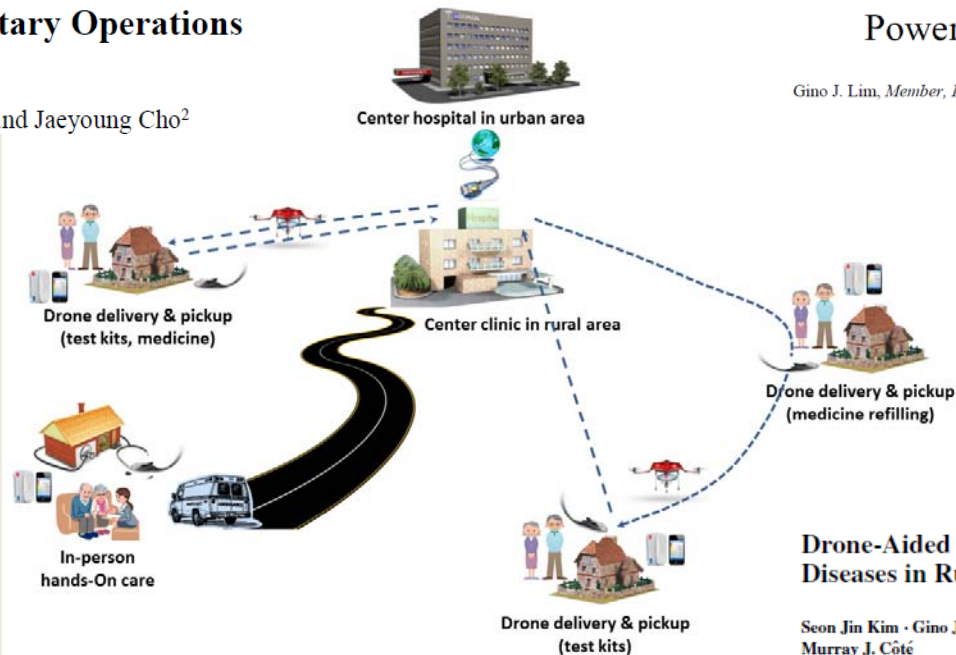 tary Operations
Power
Gino J. Lim, Member,
nd Jaeyoung Cho2
Center hospital in urban area
Hospital
Center clinic in rural area
Drone delivery & pickup
(test kits, medicine)
Drone delivery & pickup
(medicine refilling)
In-person
hands-On care
Drone delivery & pickup
(test kits)
Drone-Aided
Diseases in Ru
Seon Jin Kim · Gino J
Murray J. Côté